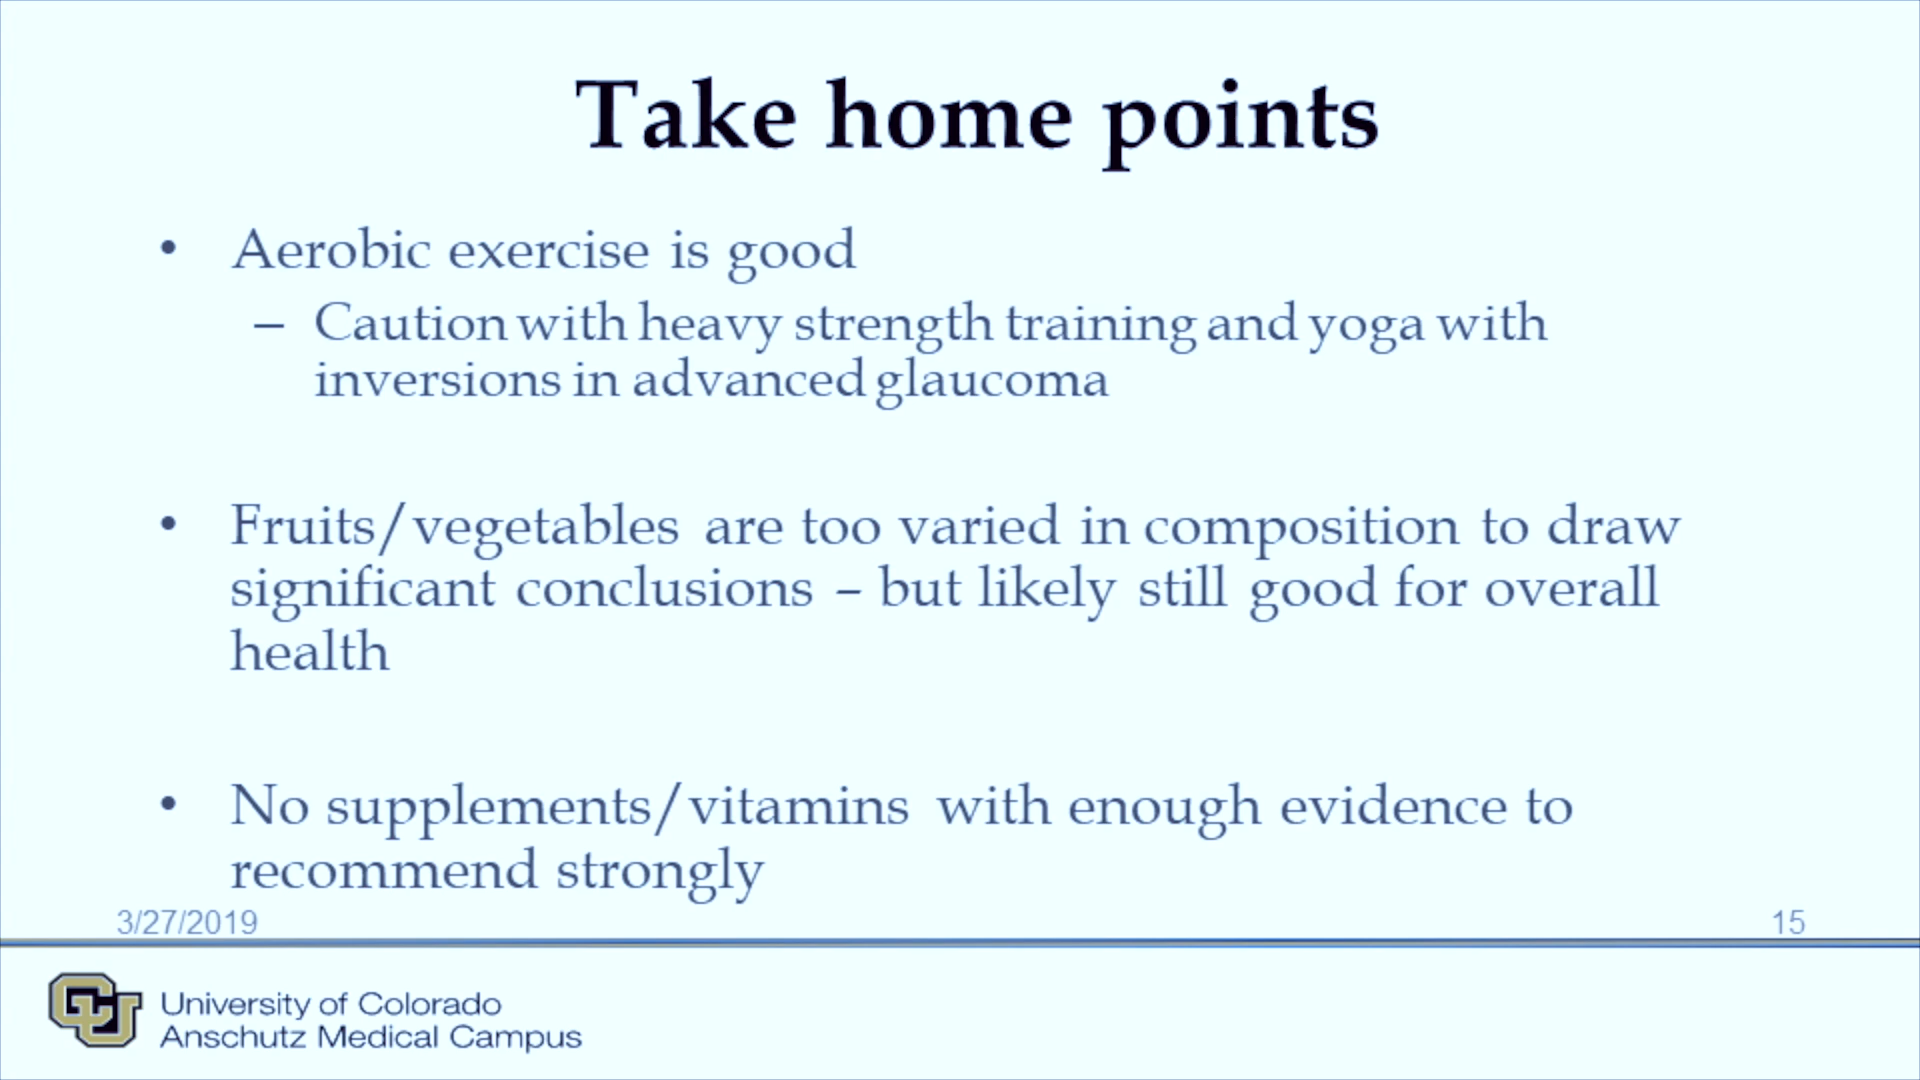 Take home points
• Aerobic exercise is good
– Caution with heavy strength training and yoga with
inversions in advanced glaucoma
• Fruits/vegetables are too varied in composition to draw
significant conclusions – but likely still good for overall
health
• No supplements/vitamins with enough evidence to
recommend strongly
3/27/2019
15
CU
University of Colorado
Anschutz Medical Campus